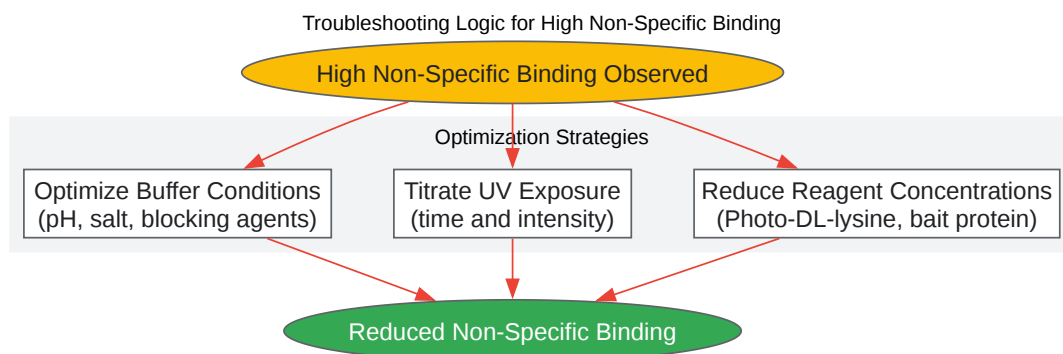 Troubleshooting Logic for High Non-Specific Binding
High Non-Specific Binding Observed
Optimization Strategies
Optimize Buffer Conditions
(pH, salt, blocking agents)
Titrate UV Exposure
(time and intensity)
Reduce Reagent Concentrations
(Photo-DL-lysine, bait protein)
Reduced Non-Specific Binding